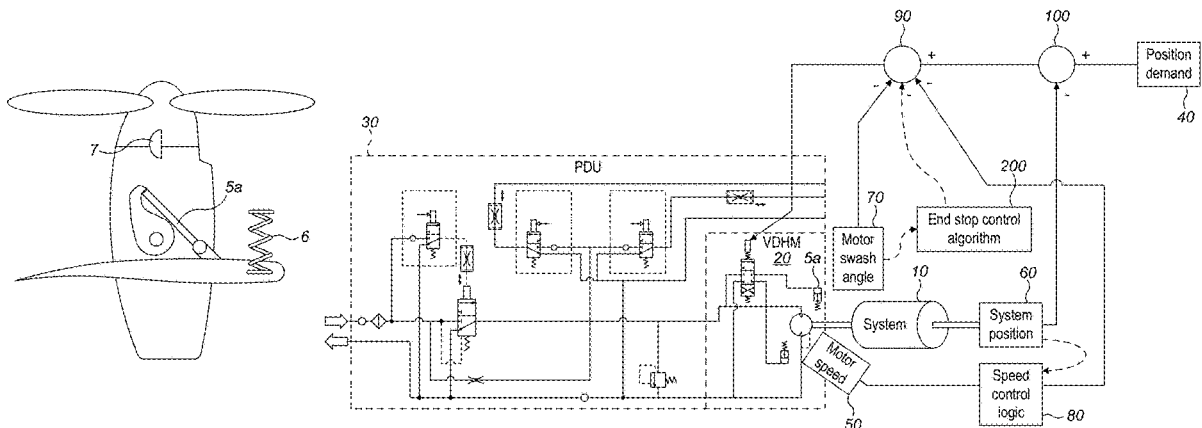 7
5a
6
30
PDU
VDHM
20
5a
90
100
Position
demand
40
70
Motor
swash
angle
200
End stop control
algorithm
10
System
60
System
position
Motor
speed
50
Speed
control
logic
80
+
+
-
-
-
-